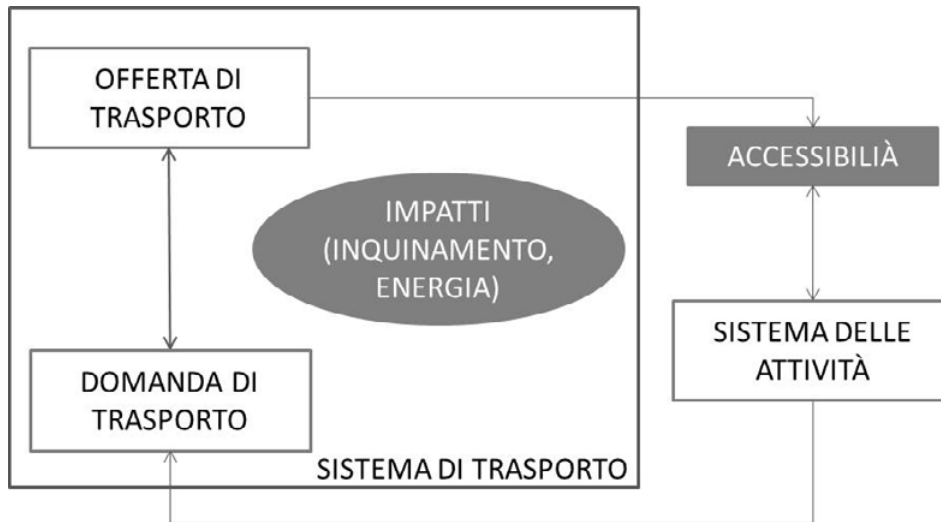 OFFERTA DI
TRASPORTO
ACCESSIBILIÀ
IMPATTI
(INQUINAMENTO,
ENERGIA)
SISTEMA DELLE
ATTIVITÀ
DOMANDA DI
TRASPORTO
SISTEMA DI TRASPORTO